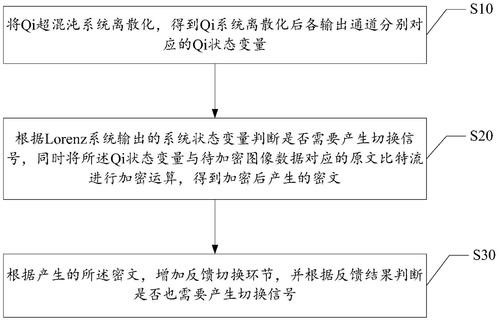 S10
将Qi超混沌系统离散化，得到Qi系统离散化后各输出通道分别对
应的Qi状态变量
S20
根据Lorenz系统输出的系统状态变量判断是否需要产生切换信
号，同时将所述Qi状态变量与待加密图像数据对应的原文比特流
进行加密运算，得到加密后产生的密文
S30
根据产生的所述密文，增加反馈切换环节，并根据反馈结果判断
是否也需要产生切换信号